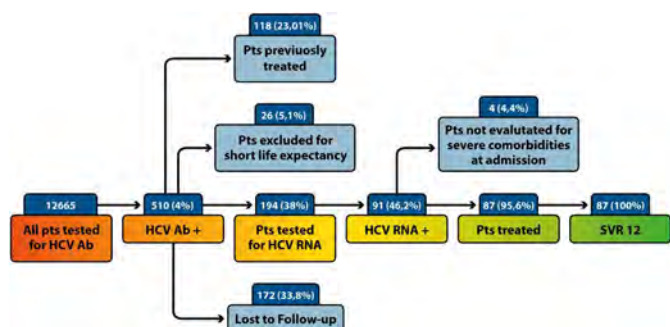 118 (23,01%)
Pts previuosly
treated
26 (5,1%)
Pts excluded for
short life expectancy
4 (4,4%)
Pts not evalutated for
severe comorbidities
at admission
12665
All pts tested
for HCV Ab
510 (4%)
HCV Ab +
194 (38%)
Pts tested
for HCV RNA
91 (46,2%)
HCV RNA +
87 (95,6%)
Pts treated
87 (100%)
SVR 12
172 (33,8%)
Lost to Follow-up